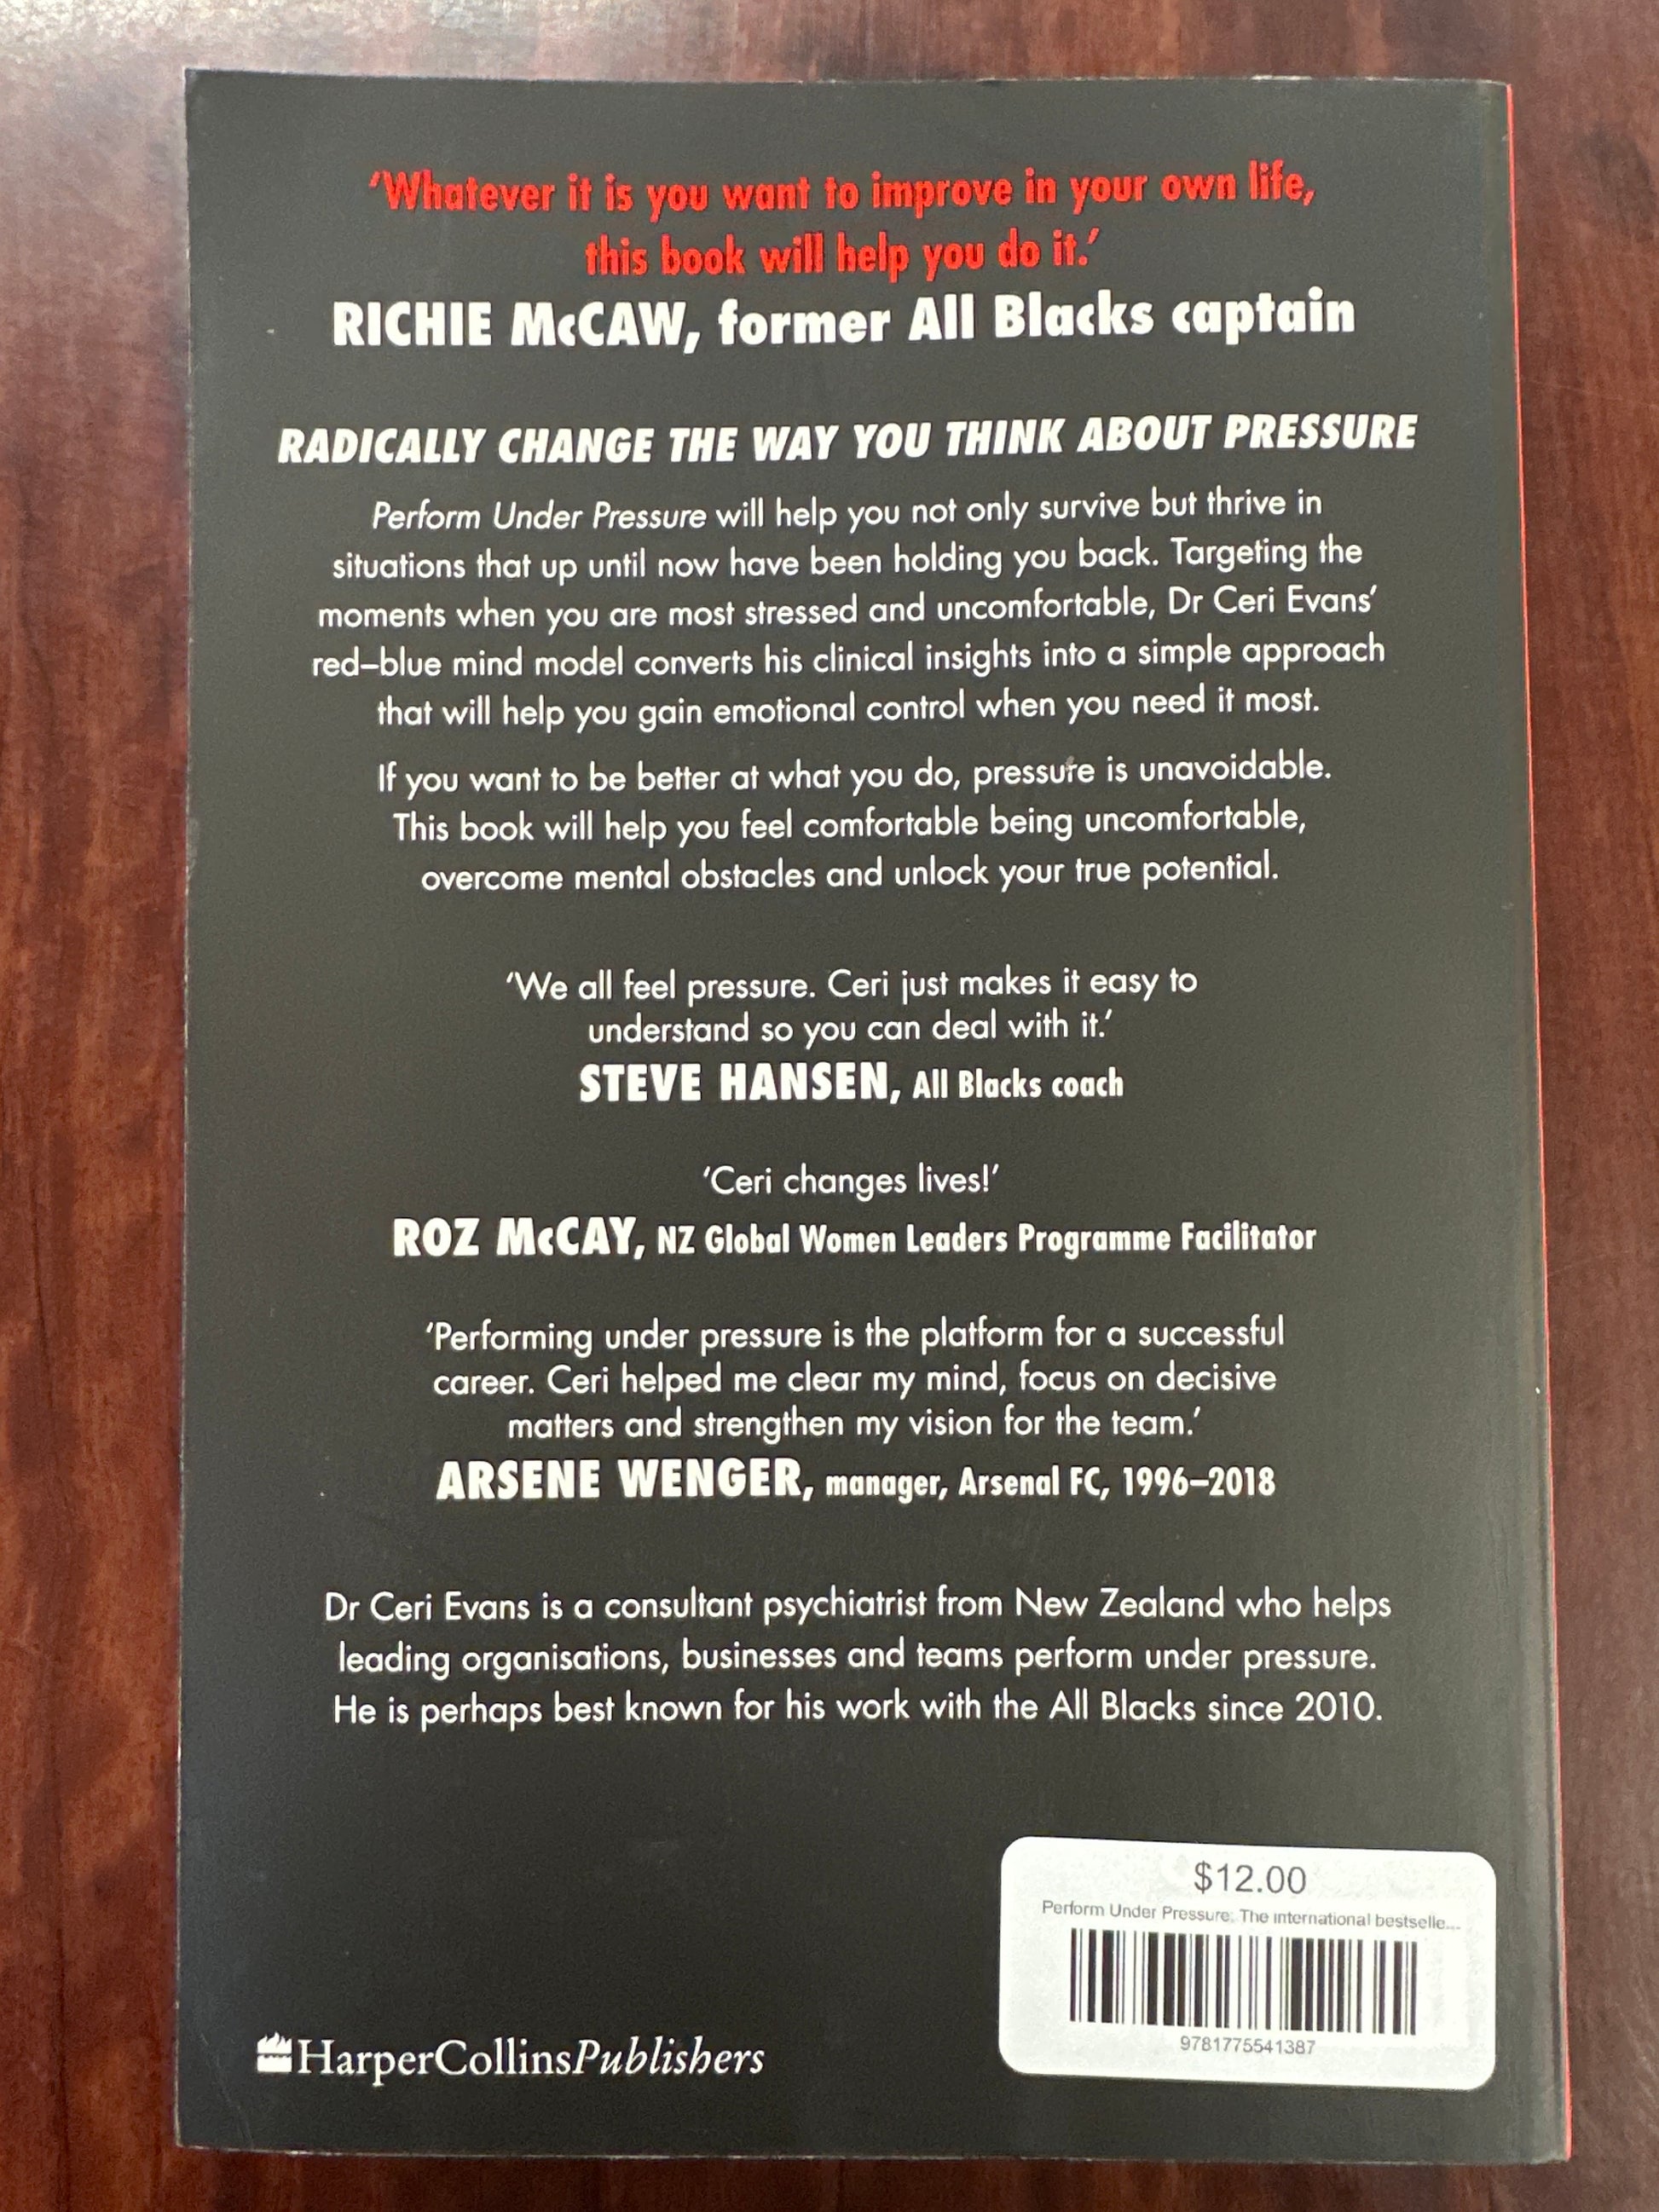 ‘Whatever it is you want to improve in your own life,
this book will help you do it.’
RICHIE McCAW, former All Blacks captain
RADICALLY CHANGE THE WAY YOU THINK ABOUT PRESSURE
Perform Under Pressure will help you not only survive but thrive in
situations that up until now have been holding you back. Targeting the
moments when you are most stressed and uncomfortable, Dr Ceri Evans’
red–blue mind model converts his clinical insights into a simple approach
that will help you gain emotional control when you need it most.
If you want to be better at what you do, pressure is unavoidable.
This book will help you feel comfortable being uncomfortable,
overcome mental obstacles and unlock your true potential.
‘We all feel pressure. Ceri just makes it easy to
understand so you can deal with it.’
STEVE HANSEN, All Blacks coach
‘Ceri changes lives!’
ROZ McCAY, NZ Global Women Leaders Programme Facilitator
‘Performing under pressure is the platform for a successful
career. Ceri helped me clear my mind, focus on decisive
matters and strengthen my vision for the team.’
ARSENE WENGER, manager, Arsenal FC, 1996–2018
Dr Ceri Evans is a consultant psychiatrist from New Zealand who helps
leading organisations, businesses and teams perform under pressure.
He is perhaps best known for his work with the All Blacks since 2010.
$12.00
Perform Under Pressure: The international bestselle...
9781775541387
HarperCollinsPublishers